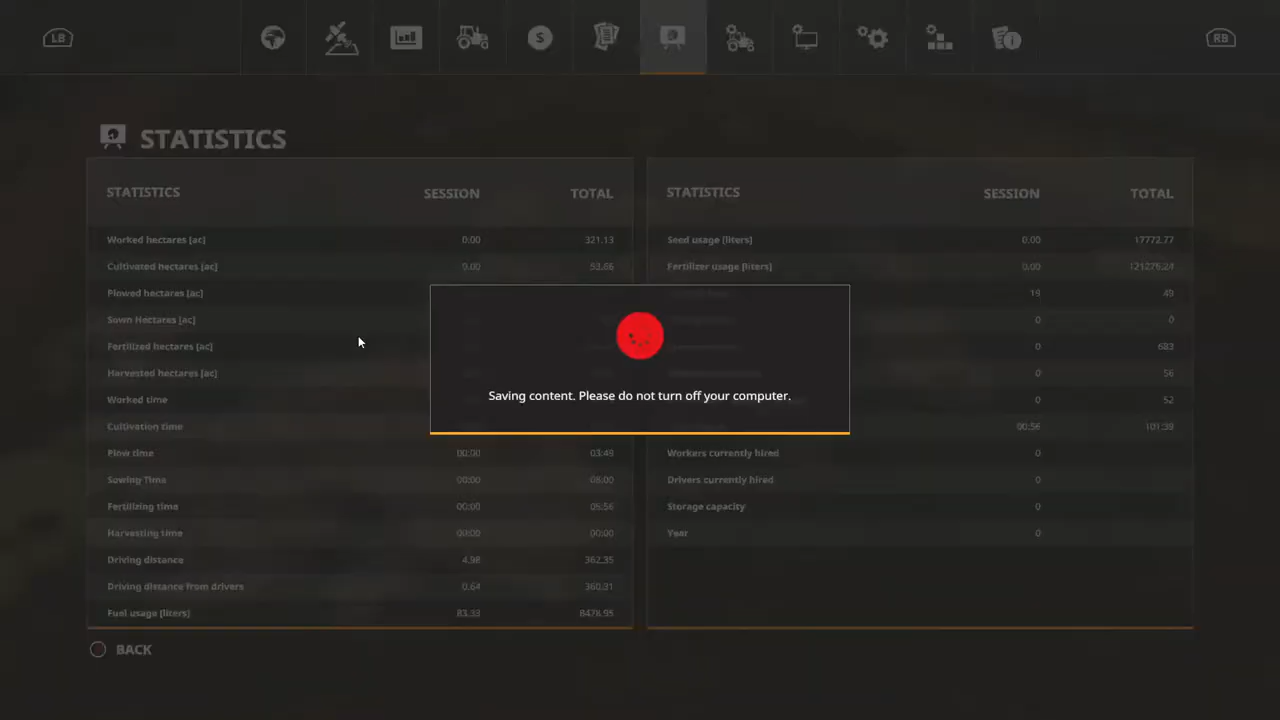 LB
RB
STATISTICS
STATISTICS SESSION TOTAL
STATISTICS SESSION TOTAL
Worked hectares [ac] 0.00 321.13
Seed usage [liters] 0.00 17772.77
Cultivated hectares [ac] 0.00 53.66
Fertilizer usage [liters] 0.00 121276.24
Plowed hectares [ac]
19 49
Sown Hectares [ac]
0 0
Fertilized hectares [ac]
0 683
Harvested hectares [ac]
0 56
Saving content. Please do not turn off your computer.
Worked time
0 52
Cultivation time
00:56 101:39
Plow time 00:00 03:49
Workers currently hired 0
Sowing Time 00:00 08:00
Drivers currently hired 0
Fertilizing time 00:00 06:56
Storage capacity 0
Harvesting time 00:00 00:00
Year 0
Driving distance 4.98 362.35
Driving distance from drivers 0.64 360.31
Fuel usage [liters] 83.33 8476.95
BACK